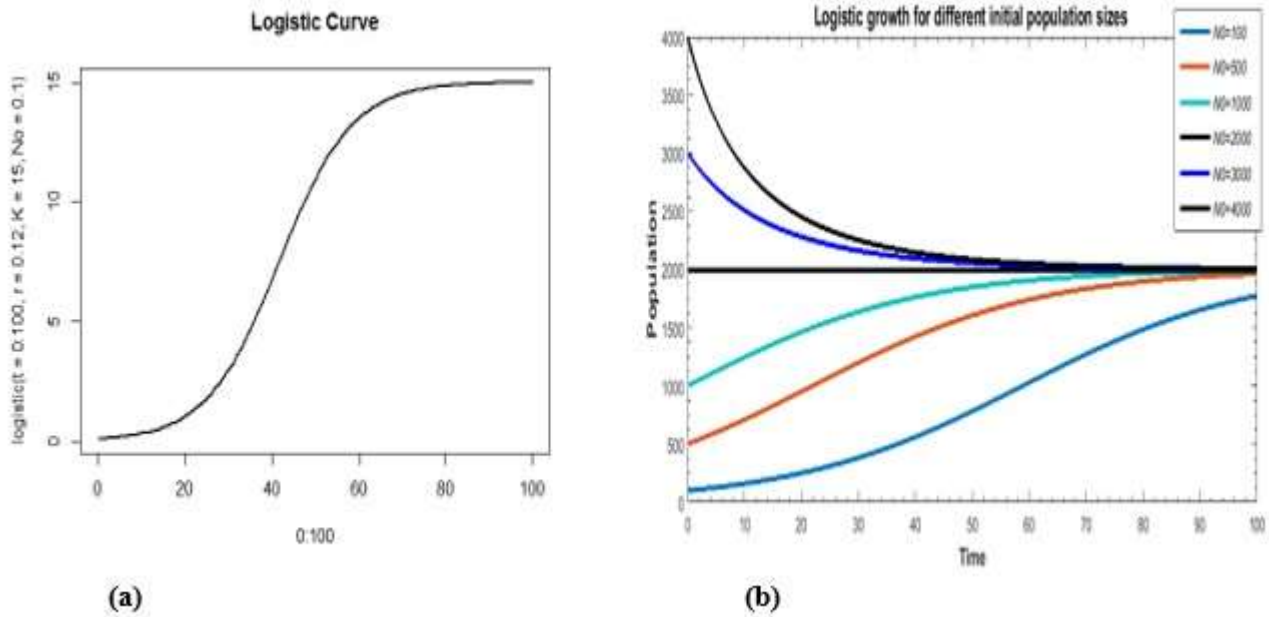 Logistic Curve
logistic(t = 0:100, r = 0.12, K = 15, No = 0.1)
15
10
5
0
0 20 40 60 80 100
0:100
(a)
Logistic growth for different initial population sizes
N0=100
N0=500
N0=1000
N0=2000
N0=3000
N0=4000
Population
4000
3500
3000
2500
2000
1500
1000
500
0
0 10 20 30 40 50 60 70 80 90 100
Time
(b)